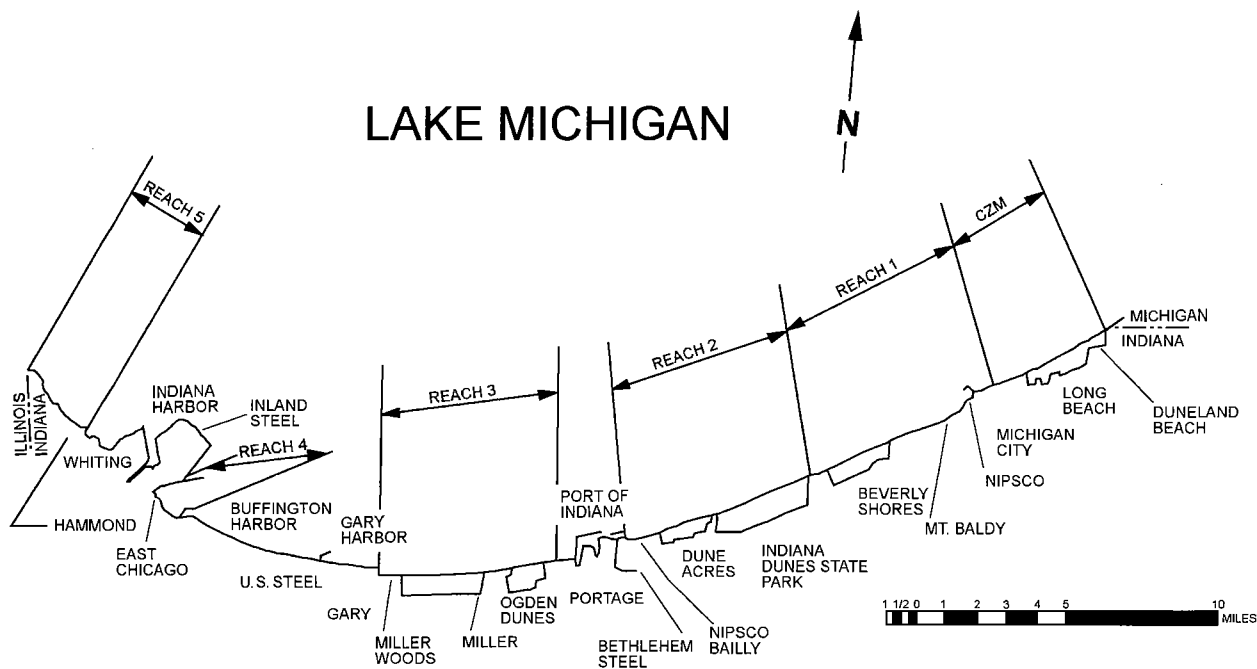 LAKE MICHIGAN
N
REACH 5
REACH 4
REACH 3
REACH 2
REACH 1
CZM
MICHIGAN
INDIANA
ILLINOIS
INDIANA
WHITING
HAMMOND
INDIANA
HARBOR
INLAND
STEEL
EAST
CHICAGO
BUFFINGTON
HARBOR
U.S. STEEL
GARY
HARBOR
GARY
MILLER
WOODS
MILLER
OGDEN
DUNES
PORT OF
INDIANA
PORTAGE
BETHLEHEM
STEEL
NIPSCO
BAILLY
DUNE
ACRES
INDIANA
DUNES STATE
PARK
BEVERLY
SHORES
MT. BALDY
NIPSCO
MICHIGAN
CITY
LONG
BEACH
DUNELAND
BEACH
1 1/2 0 1 2 3 4 5 10
MILES